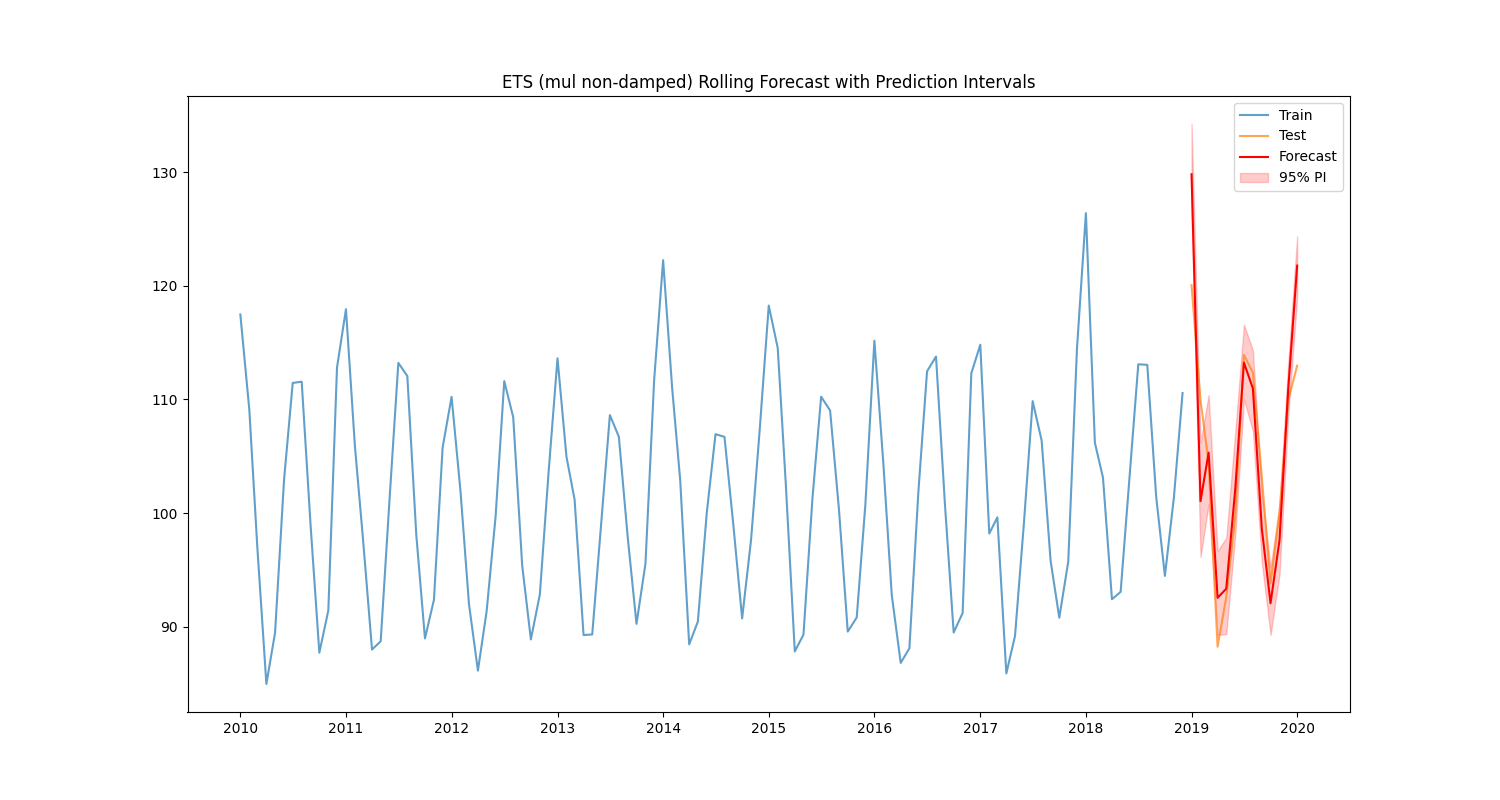 ETS (mul non-damped) Rolling Forecast with Prediction Intervals
Train
Test
Forecast
95% PI
130
120
110
100
90
2010 2011 2012 2013 2014 2015 2016 2017 2018 2019 2020